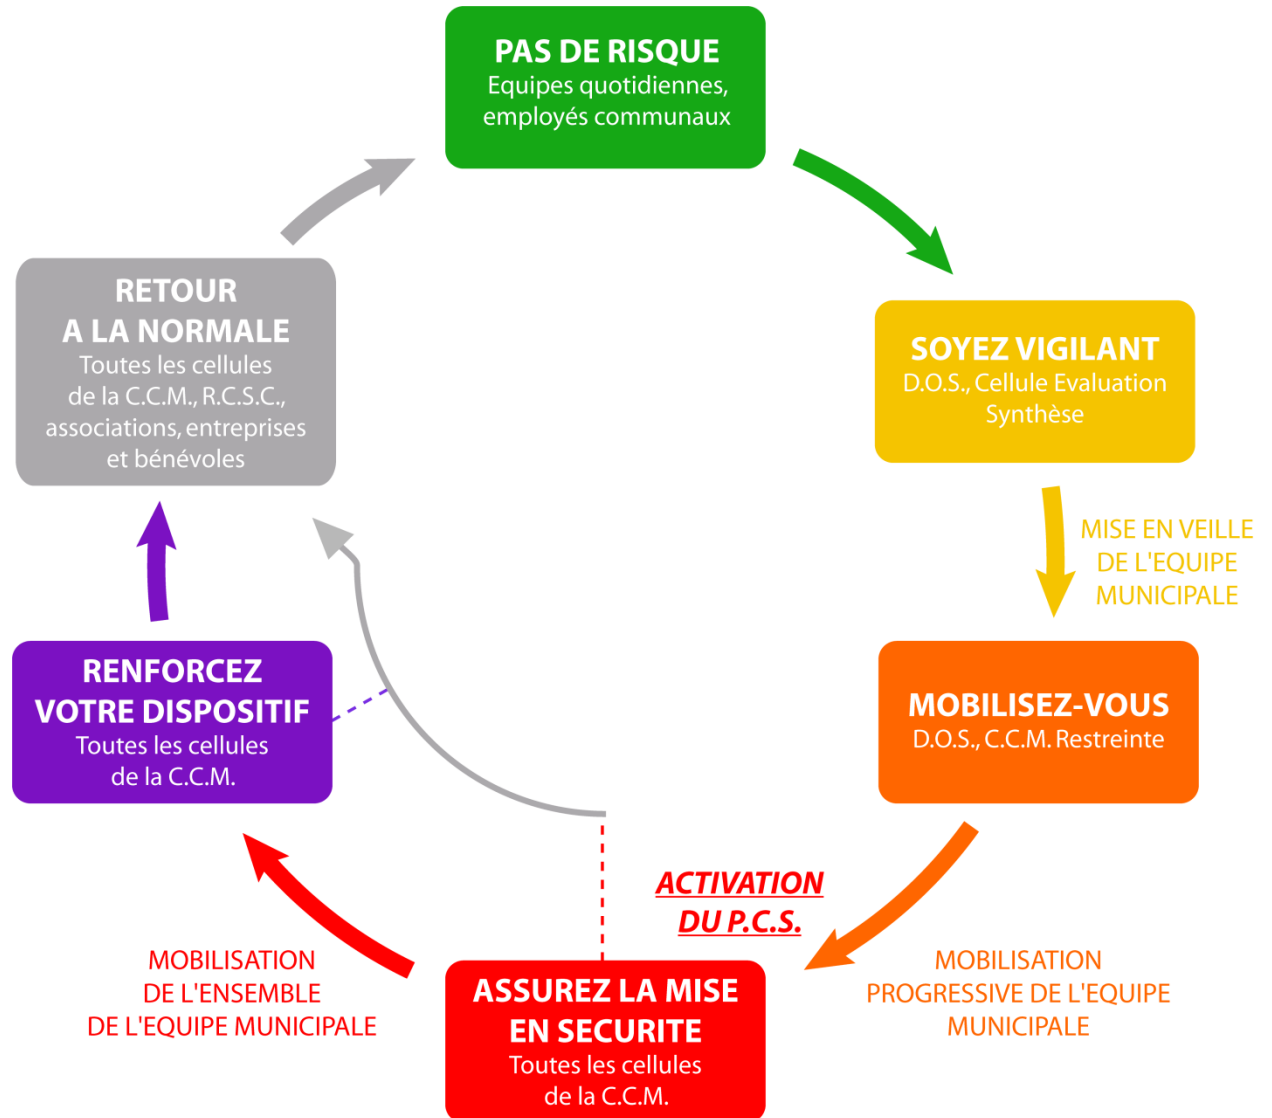 PAS DE RISQUE
Equipes quotidiennes,
employés communaux
SOYEZ VIGILANT
D.O.S., Cellule Evaluation
Synthèse
MISE EN VEILLE
DE L'EQUIPE
MUNICIPALE
MOBILISEZ-VOUS
D.O.S., C.C.M. Restreinte
MOBILISATION
PROGRESSIVE DE L'EQUIPE
MUNICIPALE
ACTIVATION
DU P.C.S.
ASSUREZ LA MISE
EN SECURITE
Toutes les cellules
de la C.C.M.
MOBILISATION
DE L'ENSEMBLE
DE L'EQUIPE MUNICIPALE
RENFORCEZ
VOTRE DISPOSITIF
Toutes les cellules
de la C.C.M.
RETOUR
A LA NORMALE
Toutes les cellules
de la C.C.M., R.C.S.C.,
associations, entreprises
et bénévoles